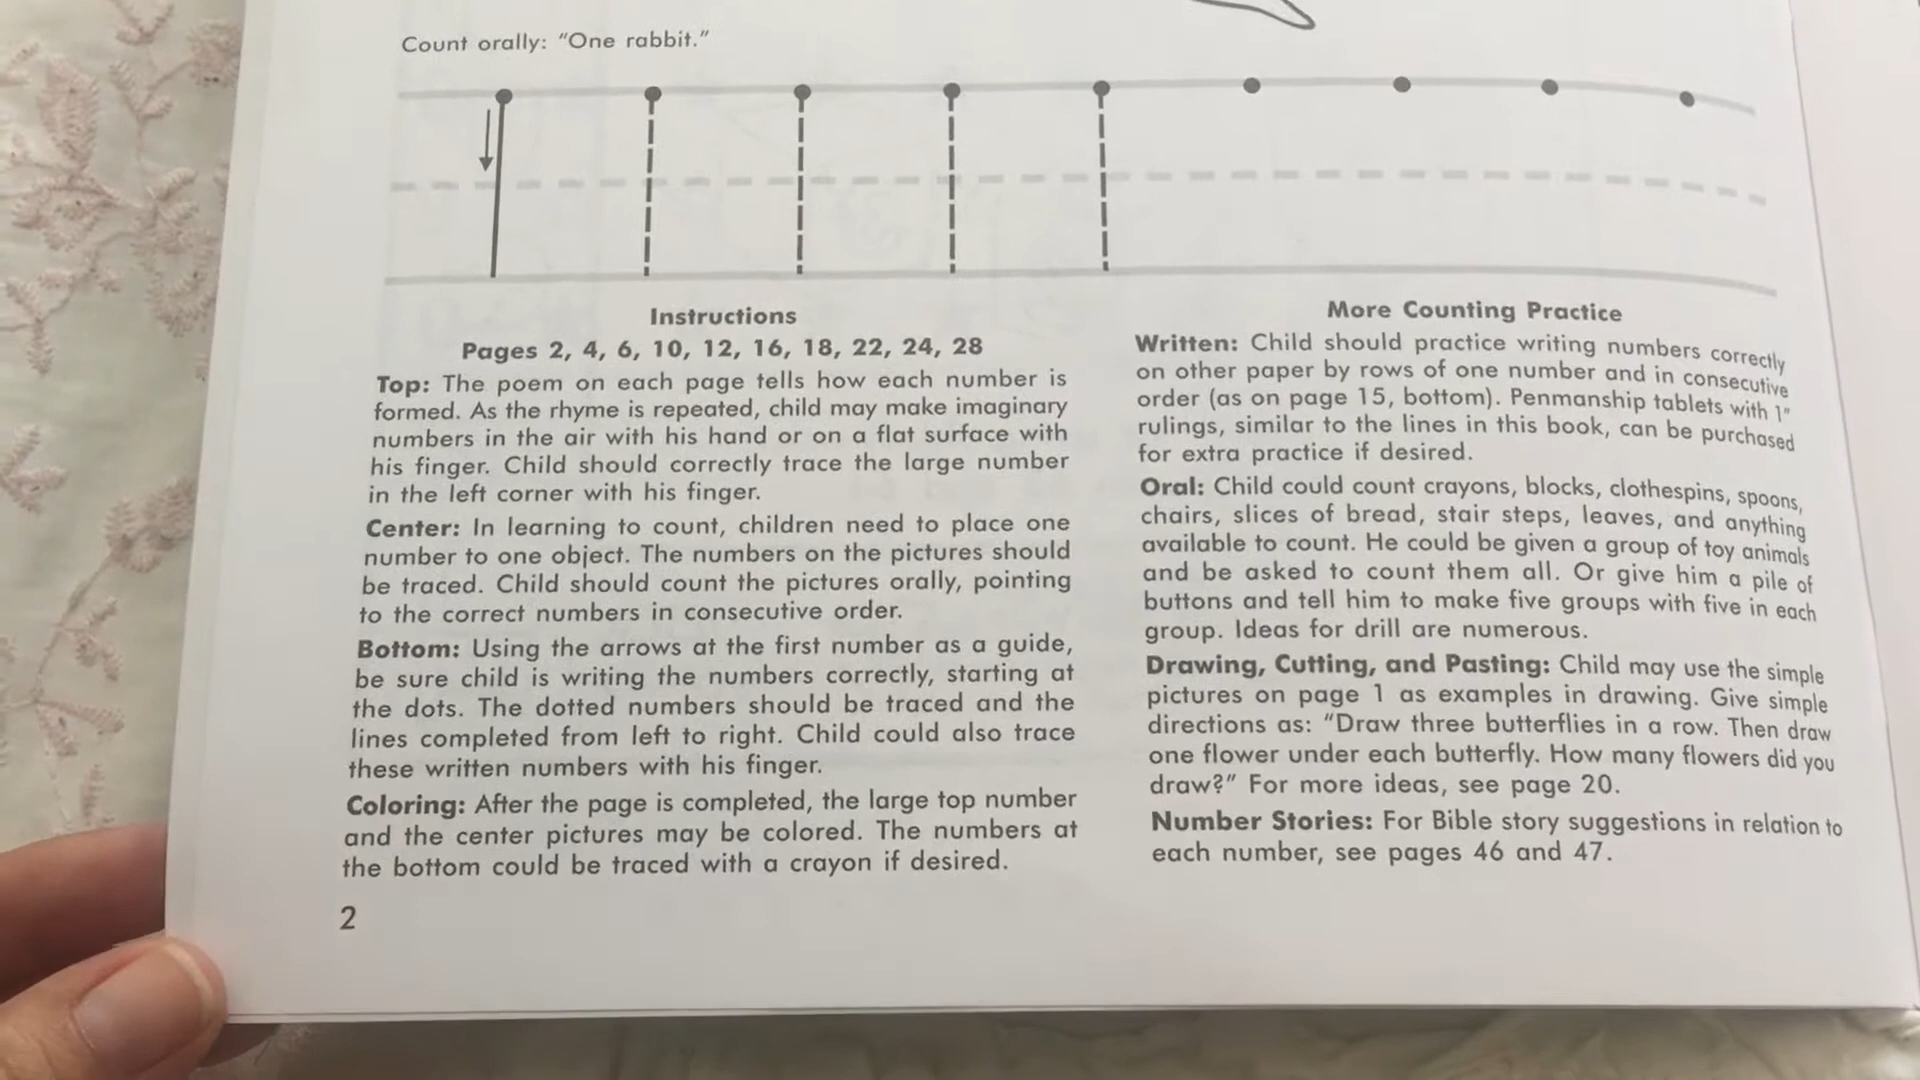 Count orally: “One rabbit.”
Instructions
Pages 2, 4, 6, 10, 12, 16, 18, 22, 24, 28
Top: The poem on each page tells how each number is
formed. As the rhyme is repeated, child may make imaginary
numbers in the air with his hand or on a flat surface with
his finger. Child should correctly trace the large number
in the left corner with his finger.
Center: In learning to count, children need to place one
number to one object. The numbers on the pictures should
be traced. Child should count the pictures orally, pointing
to the correct numbers in consecutive order.
Bottom: Using the arrows at the first number as a guide,
be sure child is writing the numbers correctly, starting at
the dots. The dotted numbers should be traced and the
lines completed from left to right. Child could also trace
these written numbers with his finger.
Coloring: After the page is completed, the large top number
and the center pictures may be colored. The numbers at
the bottom could be traced with a crayon if desired.
More Counting Practice
Written: Child should practice writing numbers correctly
on other paper by rows of one number and in consecutive
order (as on page 15, bottom). Penmanship tablets with 1”
rulings, similar to the lines in this book, can be purchased
for extra practice if desired.
Oral: Child could count crayons, blocks, clothespins, spoons,
chairs, slices of bread, stair steps, leaves, and anything
available to count. He could be given a group of toy animals
and be asked to count them all. Or give him a pile of
buttons and tell him to make five groups with five in each
group. Ideas for drill are numerous.
Drawing, Cutting, and Pasting: Child may use the simple
pictures on page 1 as examples in drawing. Give simple
directions as: “Draw three butterflies in a row. Then draw
one flower under each butterfly. How many flowers did you
draw?” For more ideas, see page 20.
Number Stories: For Bible story suggestions in relation to
each number, see pages 46 and 47.
2